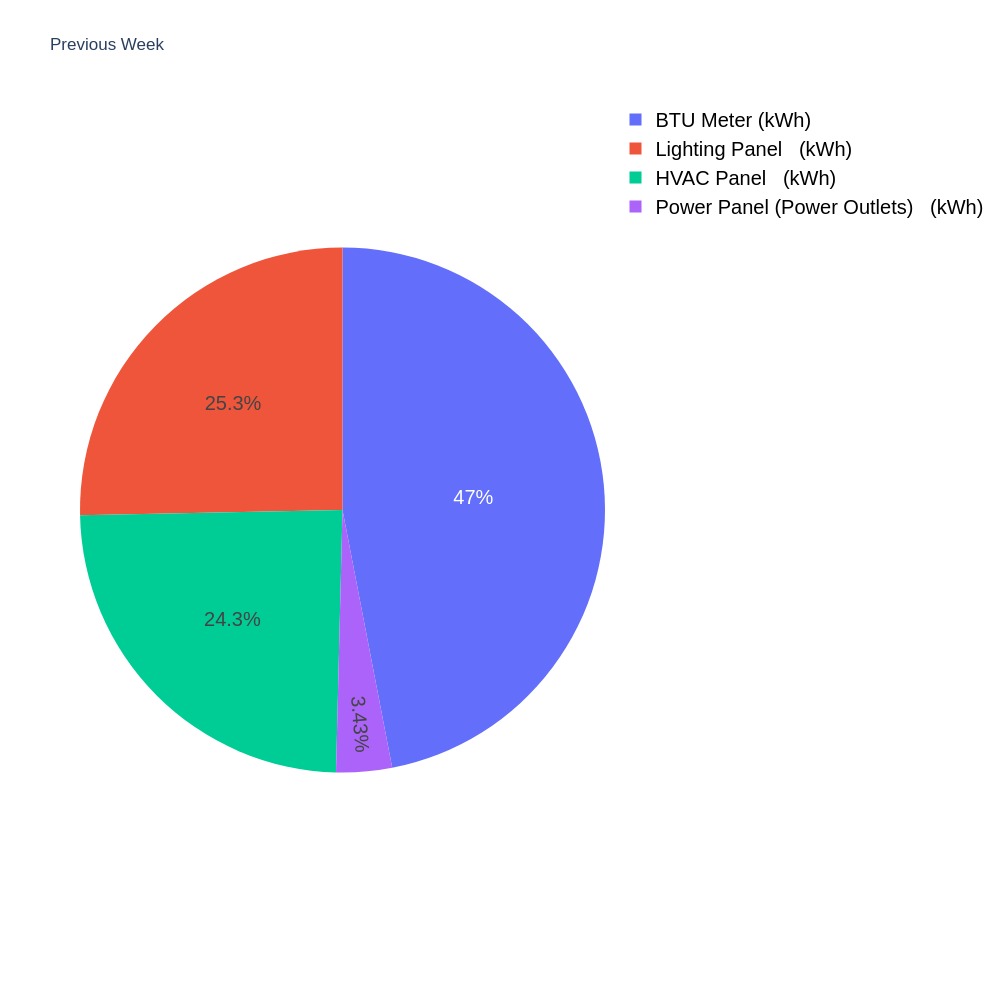 Previous Week
BTU Meter (kWh)
Lighting Panel   (kWh)
HVAC Panel   (kWh)
Power Panel (Power Outlets)   (kWh)
25.3%
47%
24.3%
3.43%